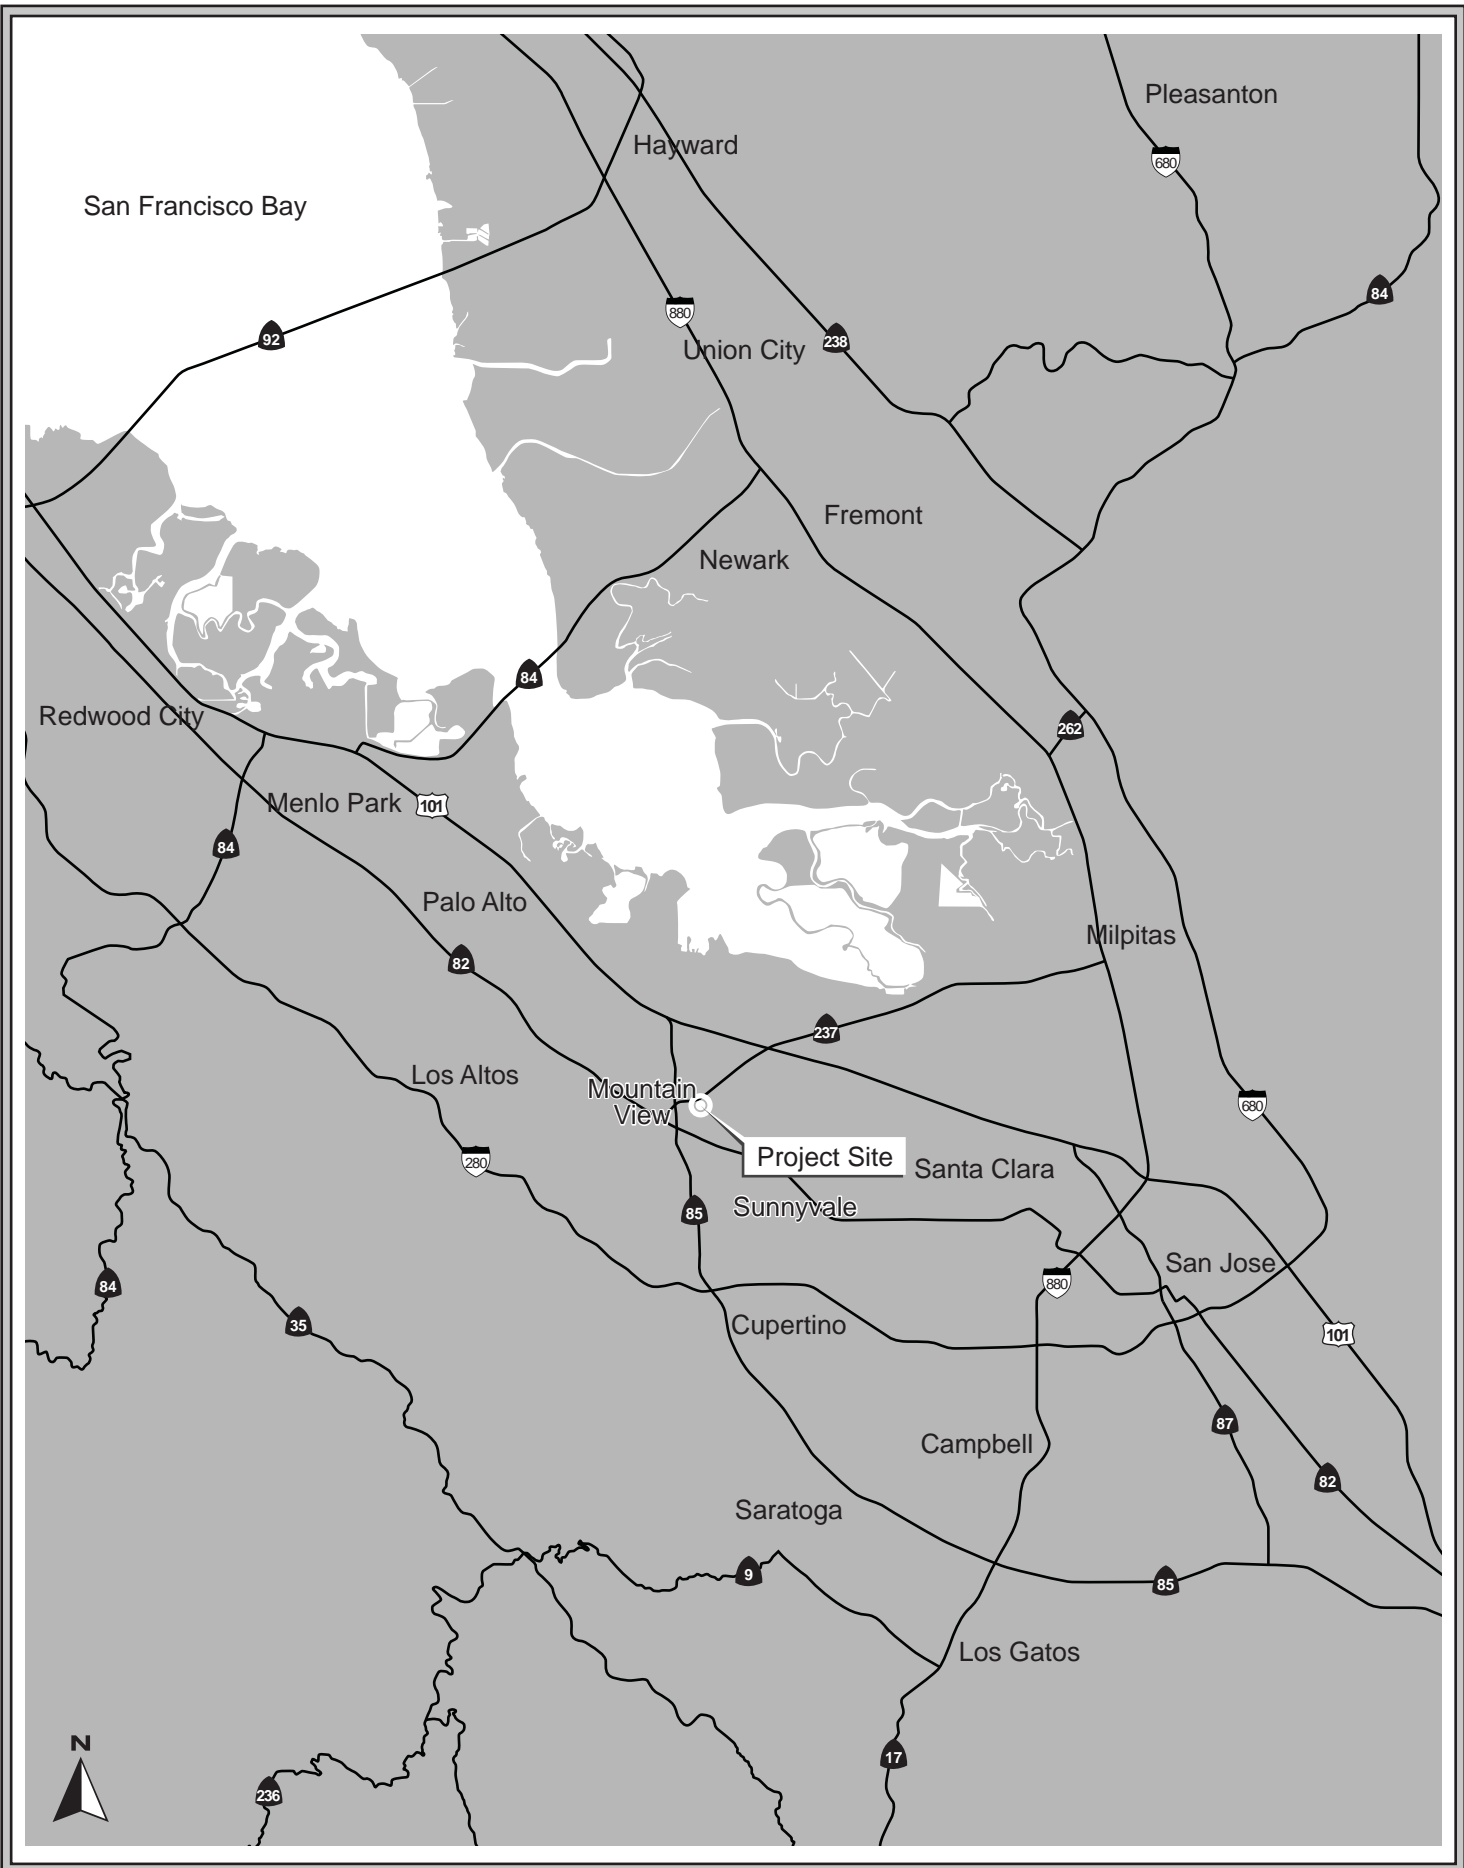 Pleasanton
Hayward
680
San Francisco Bay
84
880
92
238
Union City
Fremont
Newark
84
Redwood City
262
Menlo Park
101
84
Palo Alto
Milpitas
82
237
Los Altos
Mountain
View
680
Project Site
280
Santa Clara
85
Sunnyvale
San Jose
84
880
35
Cupertino
101
87
Campbell
82
Saratoga
9
85
Los Gatos
N
17
236